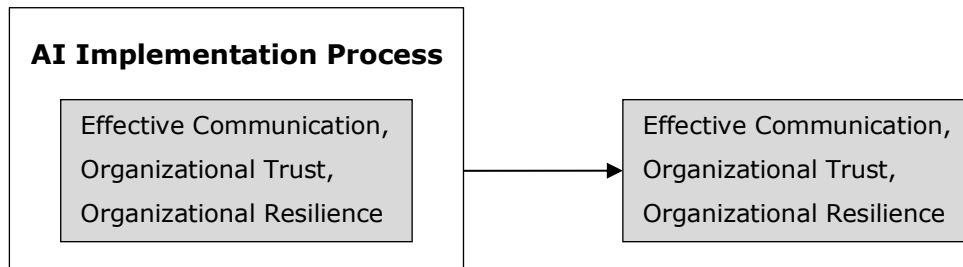 AI Implementation Process
Effective Communication,
Organizational Trust,
Organizational Resilience
Effective Communication,
Organizational Trust,
Organizational Resilience